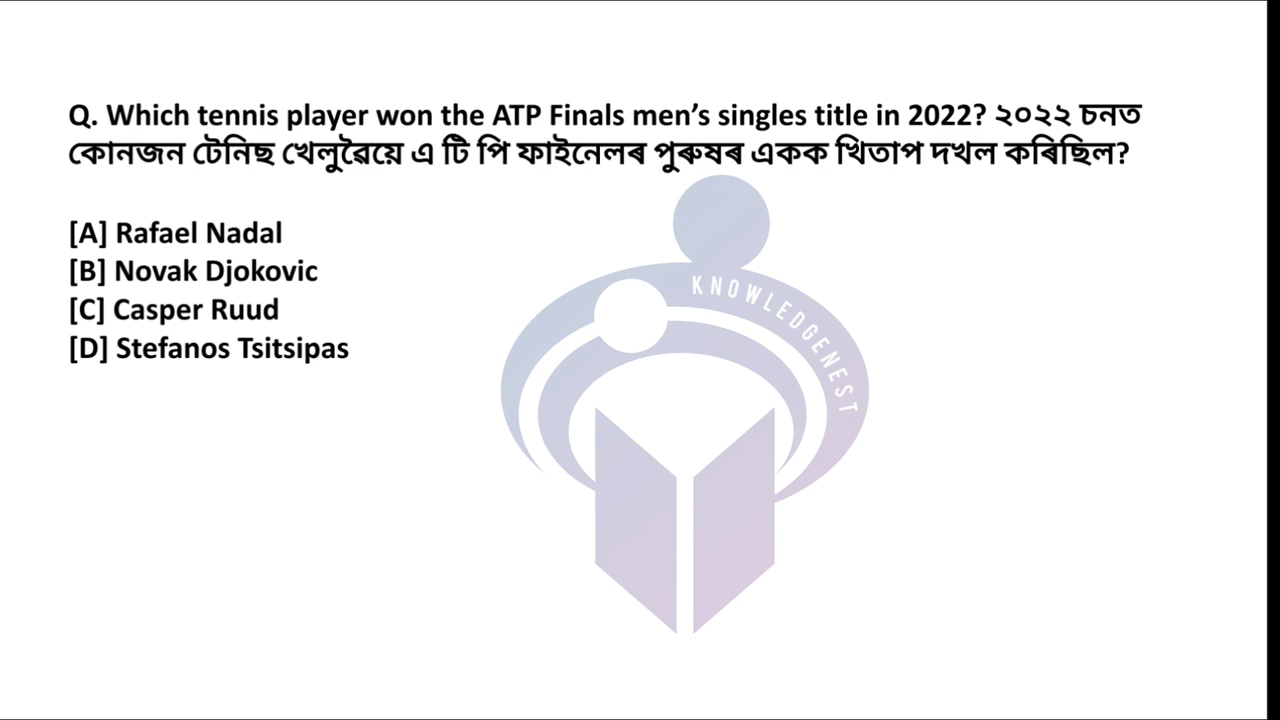 Q. Which tennis player won the ATP Finals men’s singles title in 2022? ২০২২ চনত
কোনজন টেনিছ খেলুৱৈয়ে এ টি পি ফাইনেলৰ পুৰুষৰ একক খিতাপ দখল কৰিছিল?
[A] Rafael Nadal
[B] Novak Djokovic
[C] Casper Ruud
[D] Stefanos Tsitsipas
KNOWLEDGENEST